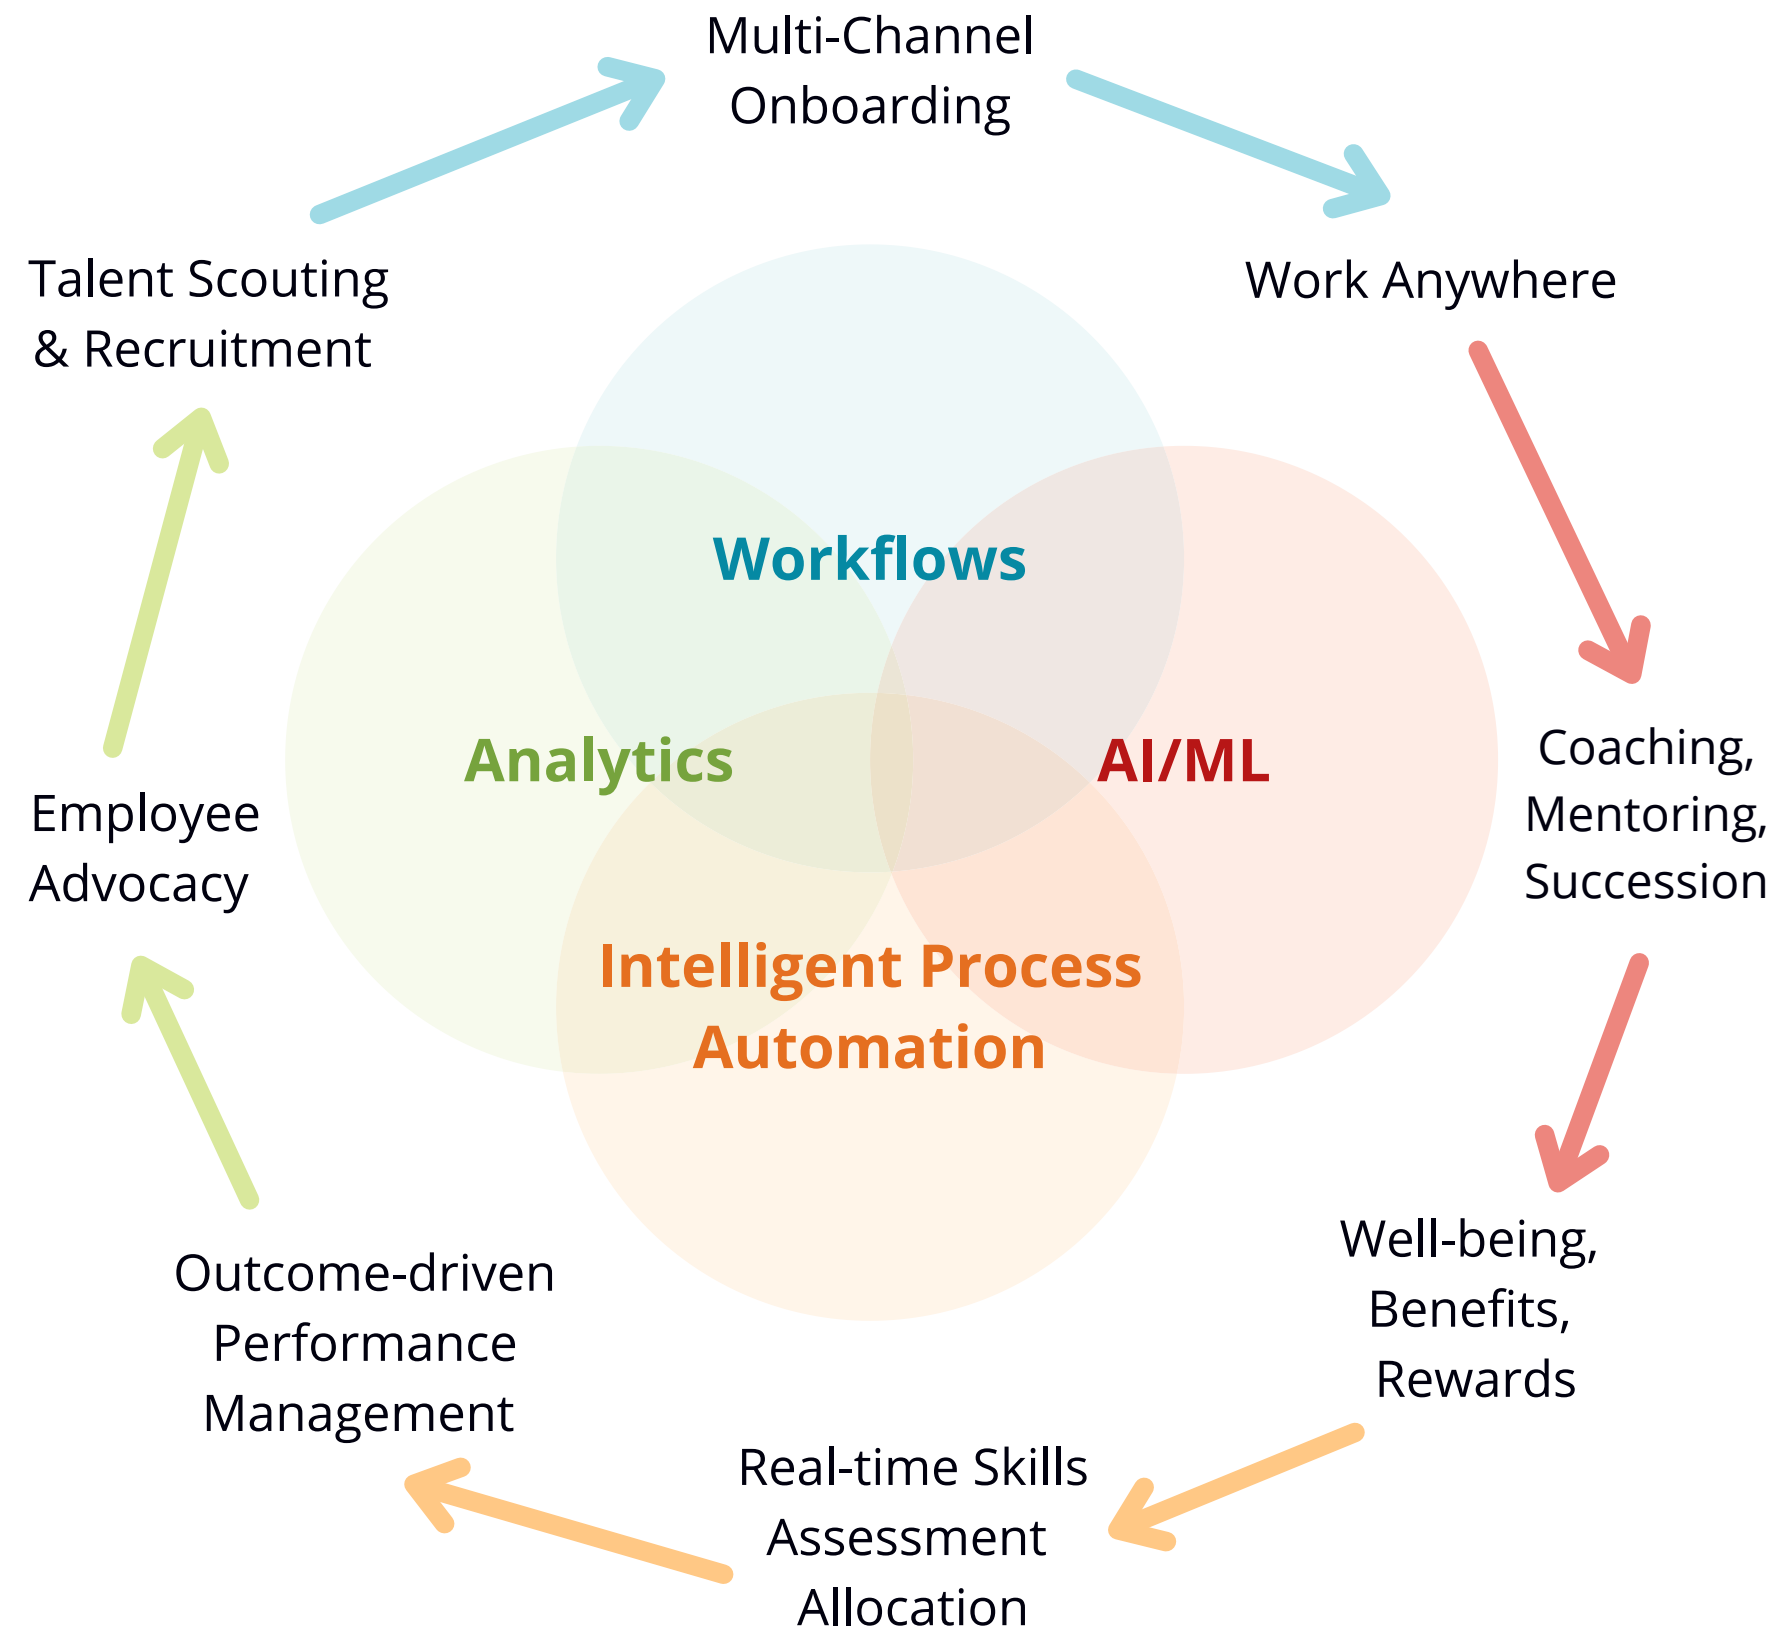 Multi-Channel
Onboarding
Talent Scouting
& Recruitment
Work Anywhere
Workflows
Analytics
AI/ML
Coaching,
Mentoring,
Succession
Employee
Advocacy
Intelligent Process
Automation
Well-being,
Benefits,
Rewards
Outcome-driven
Performance
Management
Real-time Skills
Assessment
Allocation